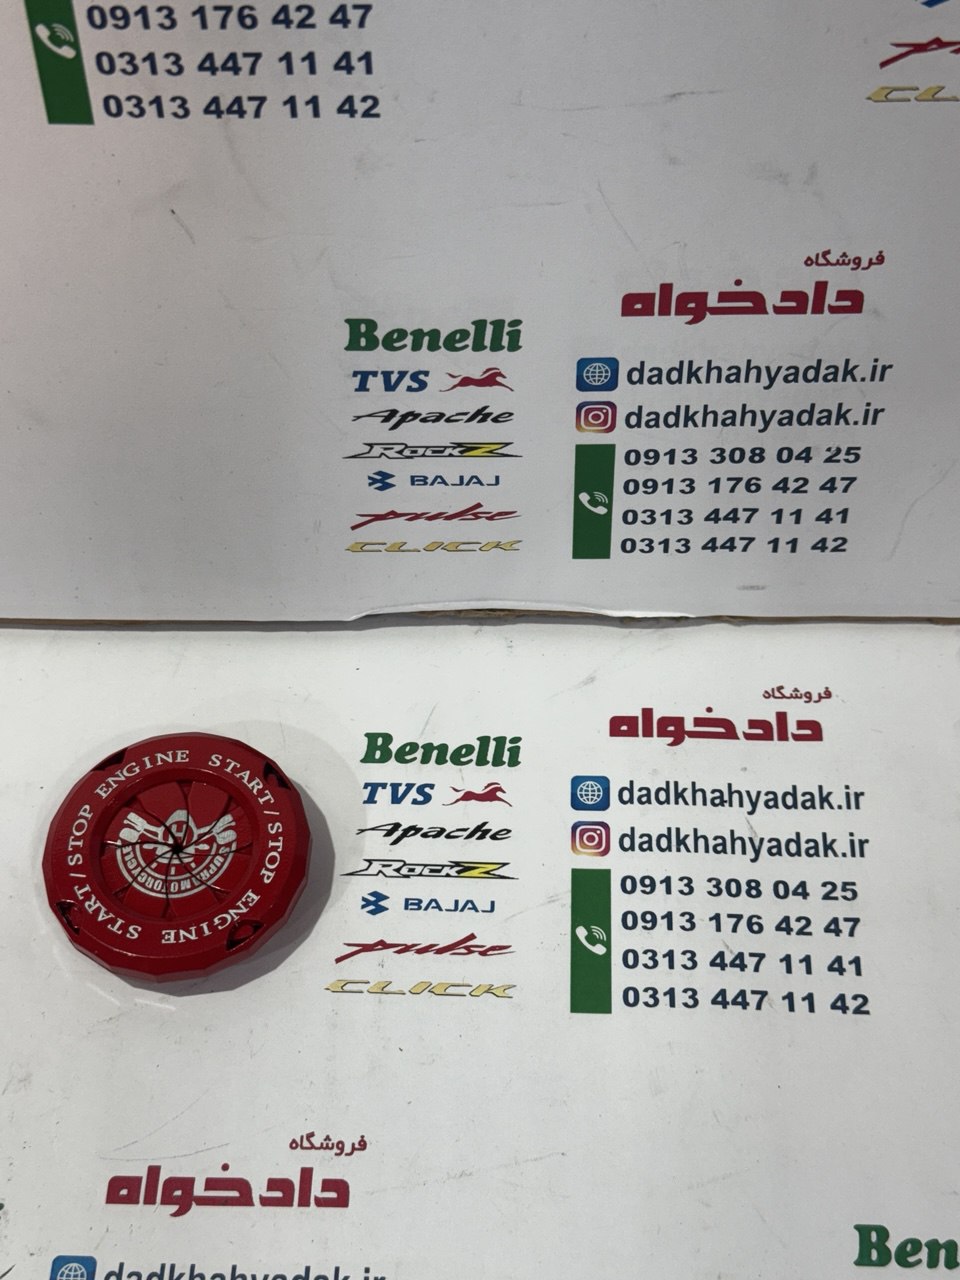 0913 176 42 47
0313 447 11 41
0313 447 11 42
فروشگاه
دادخواه
Benelli
TVS
Apache
RockZ
BAJAJ
pulse
CLICK
dadkhahyadak.ir
dadkhahyadak.ir
0913 308 04 25
0913 176 42 47
0313 447 11 41
0313 447 11 42
START / STOP ENGINE START / STOP ENGINE
SUPRA MOTORCYCLE
فروشگاه
دادخواه
Benelli
TVS
Apache
RockZ
BAJAJ
pulse
CLICK
dadkhahyadak.ir
dadkhahyadak.ir
0913 308 04 25
0913 176 42 47
0313 447 11 41
0313 447 11 42
فروشگاه
دادخواه
dadkhahyadak.ir
Ben